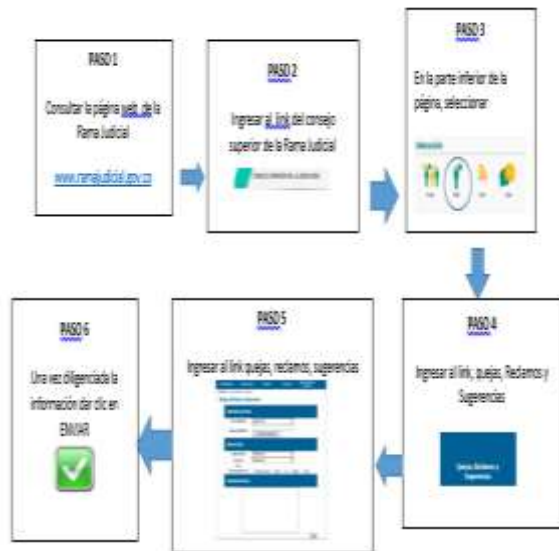 PASO 1
Consultar la página web, de la
Rama Judicial
www.ramajudicial.gov.co
PASO 2
Ingresar al link del consejo
superior de la Rama Judicial
PASO 3
En la parte inferior de la
página, seleccionar
PASO 4
Ingresar al link, quejas, Reclamos y
Sugerencias
Quejas, Reclamos y
Sugerencias
PASO 5
Ingresar al link quejas, reclamos, sugerencias
PASO 6
Una vez diligenciada la
información dar clic en
ENVIAR